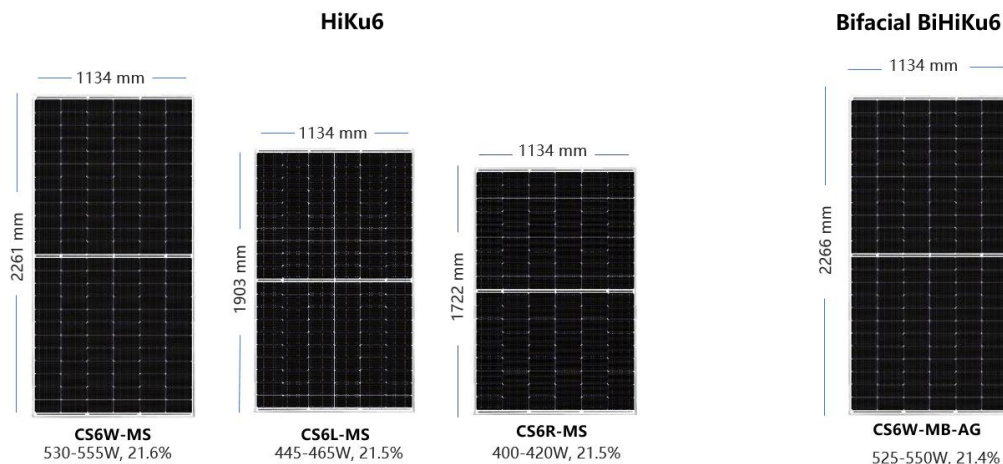 HiKu6
Bifacial BiHiKu6
1134 mm
2261 mm
CS6W-MS
530-555W, 21.6%
1134 mm
1903 mm
CS6L-MS
445-465W, 21.5%
1134 mm
1722 mm
CS6R-MS
400-420W, 21.5%
1134 mm
2266 mm
CS6W-MB-AG
525-550W, 21.4%